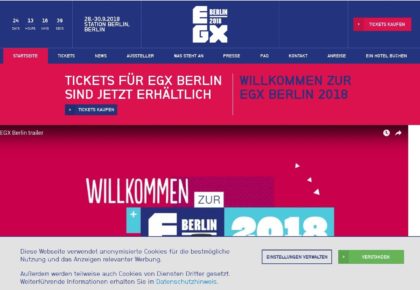 24 13 16 39
DAYS HOURS MINS SECS
28.-30.9.2018
STATION BERLIN,
BERLIN
BERLIN
2018
EGX
TICKETS KAUFEN
STARTSEITE TICKETS NEWS AUSSTELLER WAS STEHT AN PRESSE FAQ KONTAKT ANREISE EIN HOTEL BUCHEN
TICKETS FÜR EGX BERLIN
SIND JETZT ERHÄLTLICH
TICKETS KAUFEN
WILLKOMMEN ZUR
EGX BERLIN 2018
EGX Berlin trailer
WILLKOMMEN ZUR
BERLIN 2018
Diese Webseite verwendet anonymisierte Cookies für die bestmögliche
Nutzung und das Anzeigen relevanter Werbung.
Außerdem werden teilweise auch Cookies von Diensten Dritter gesetzt.
Weiterführende Informationen erhalten Sie in Datenschutzhinweis.
EINSTELLUNGEN VERWALTEN
VERSTANDEN